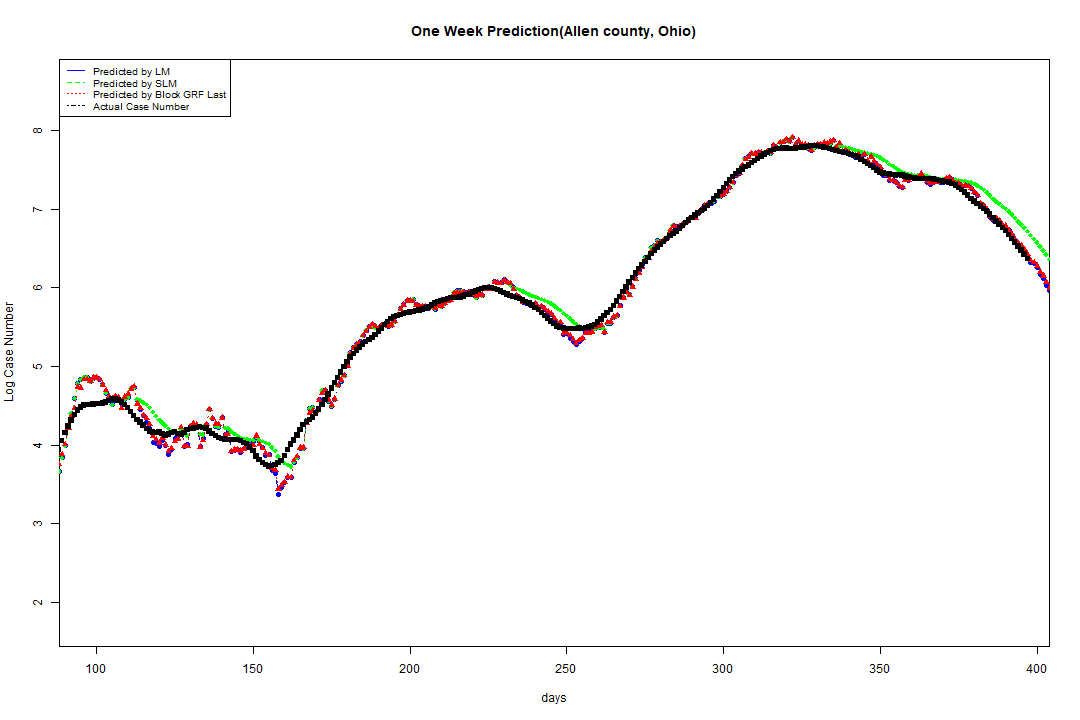 One Week Prediction(Allen county, Ohio)
Predicted by LM
Predicted by SLM
Predicted by Block GRF Last
Actual Case Number
8
7
6
5
4
3
2
Log Case Number
100 150 200 250 300 350 400
days